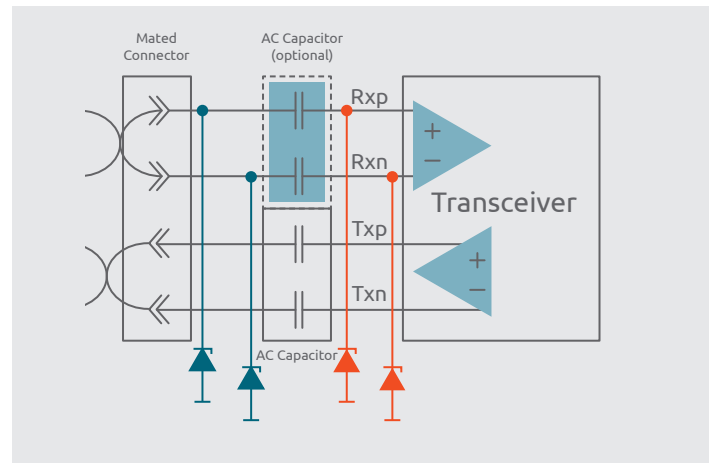 Mated
Connector
AC Capacitor
(optional)
Rxp
+
Rxn
−
Transceiver
Txp
+
Txn
−
AC Capacitor